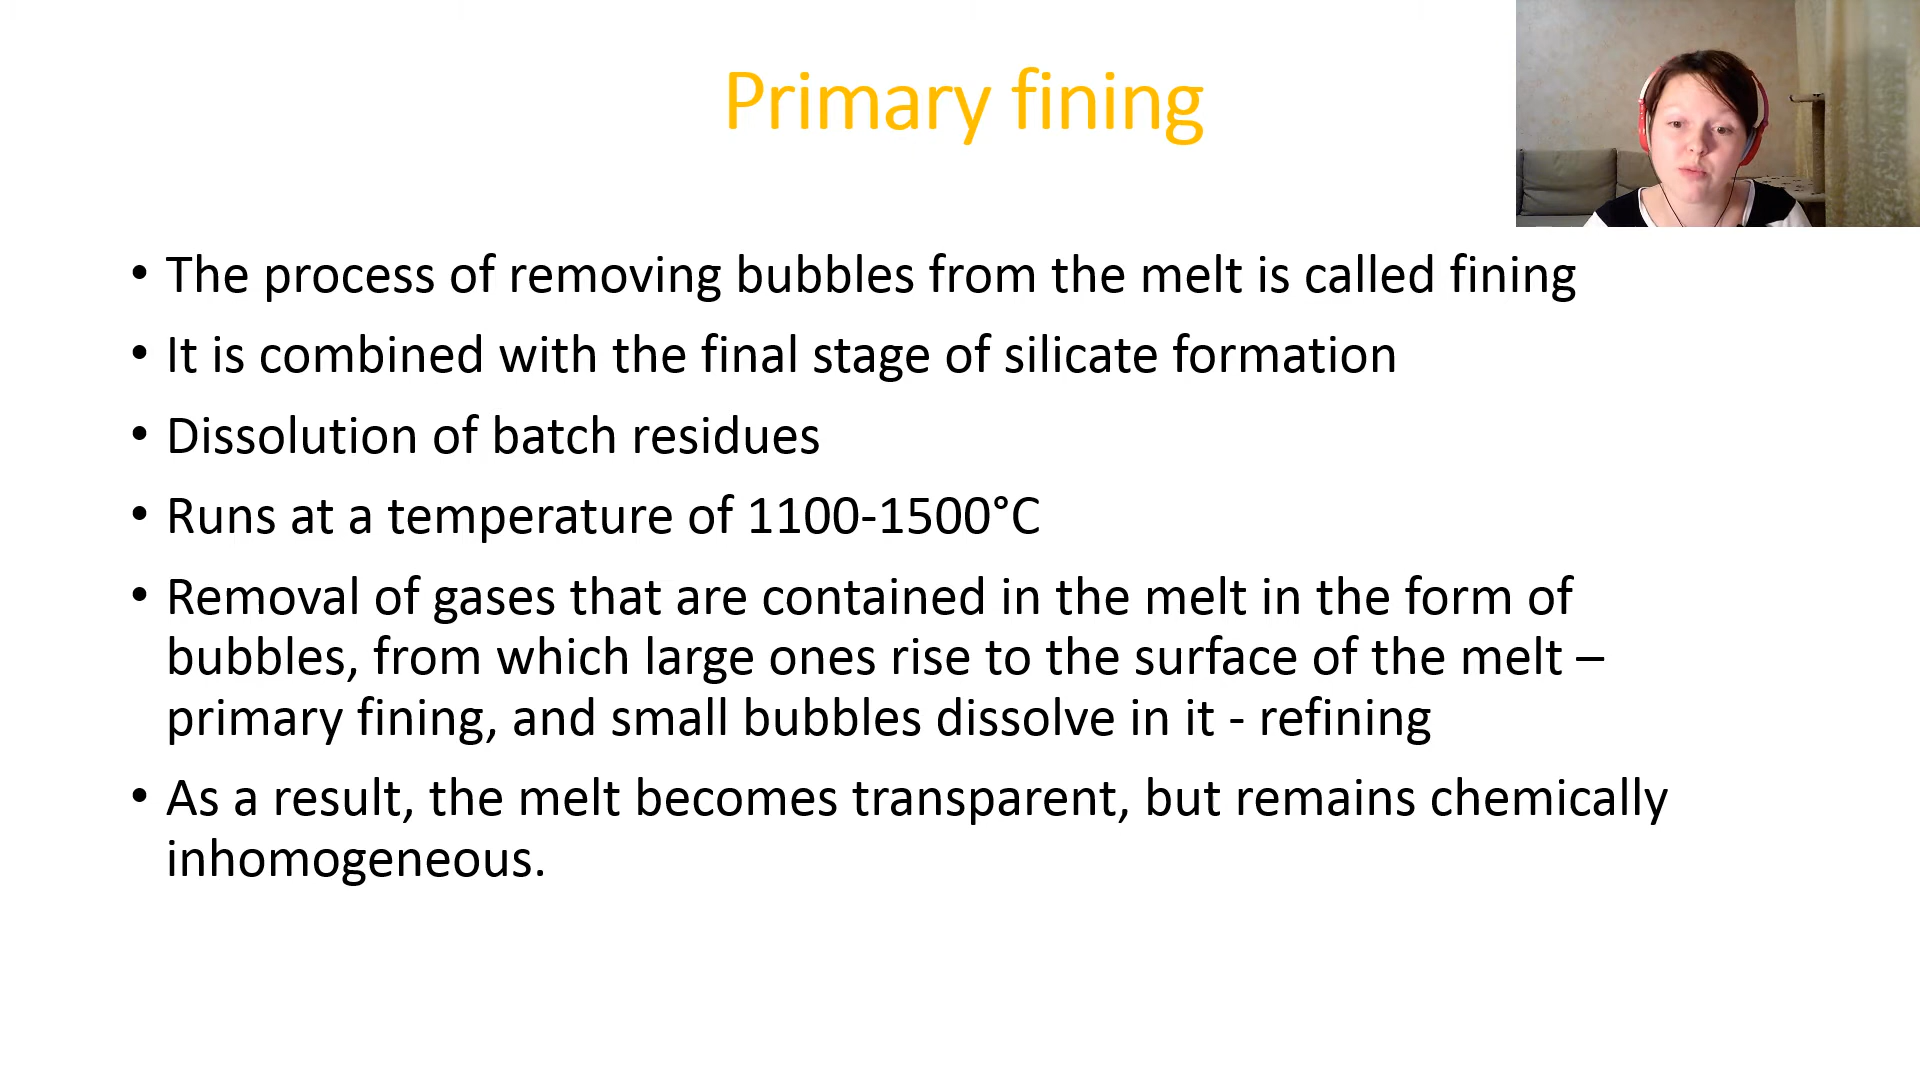 Primary fining
• The process of removing bubbles from the melt is called fining
• It is combined with the final stage of silicate formation
• Dissolution of batch residues
• Runs at a temperature of 1100-1500°C
• Removal of gases that are contained in the melt in the form of
bubbles, from which large ones rise to the surface of the melt –
primary fining, and small bubbles dissolve in it - refining
• As a result, the melt becomes transparent, but remains chemically
inhomogeneous.